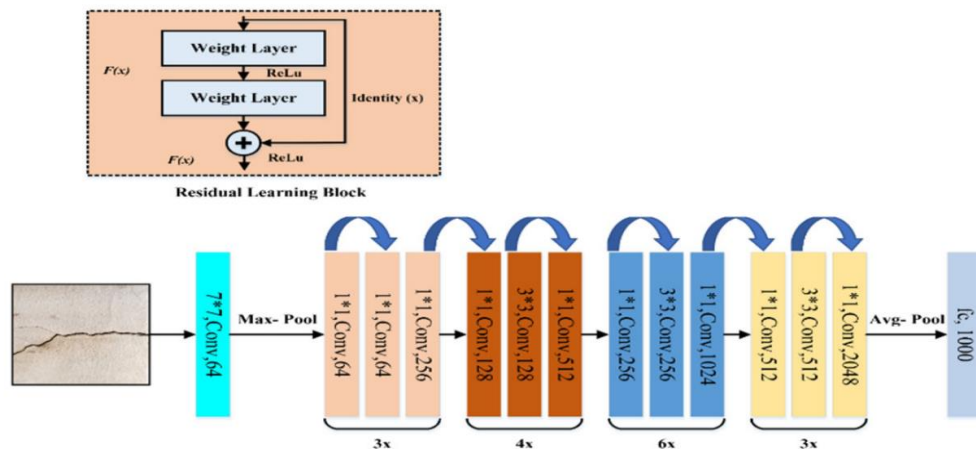 Weight Layer
F(x)
ReLu
Weight Layer
Identity (x)
F(x)
ReLu
Residual Learning Block
7*7,Conv,64
Max- Pool
1*1,Conv,64
1*1,Conv,64
1*1,Conv,256
1*1,Conv,128
3*3,Conv,128
1*1,Conv,512
1*1,Conv,256
3*3,Conv,256
1*1,Conv,1024
1*1,Conv,512
3*3,Conv,512
1*1,Conv,2048
Avg- Pool
fc, 1000
3x
4x
6x
3x